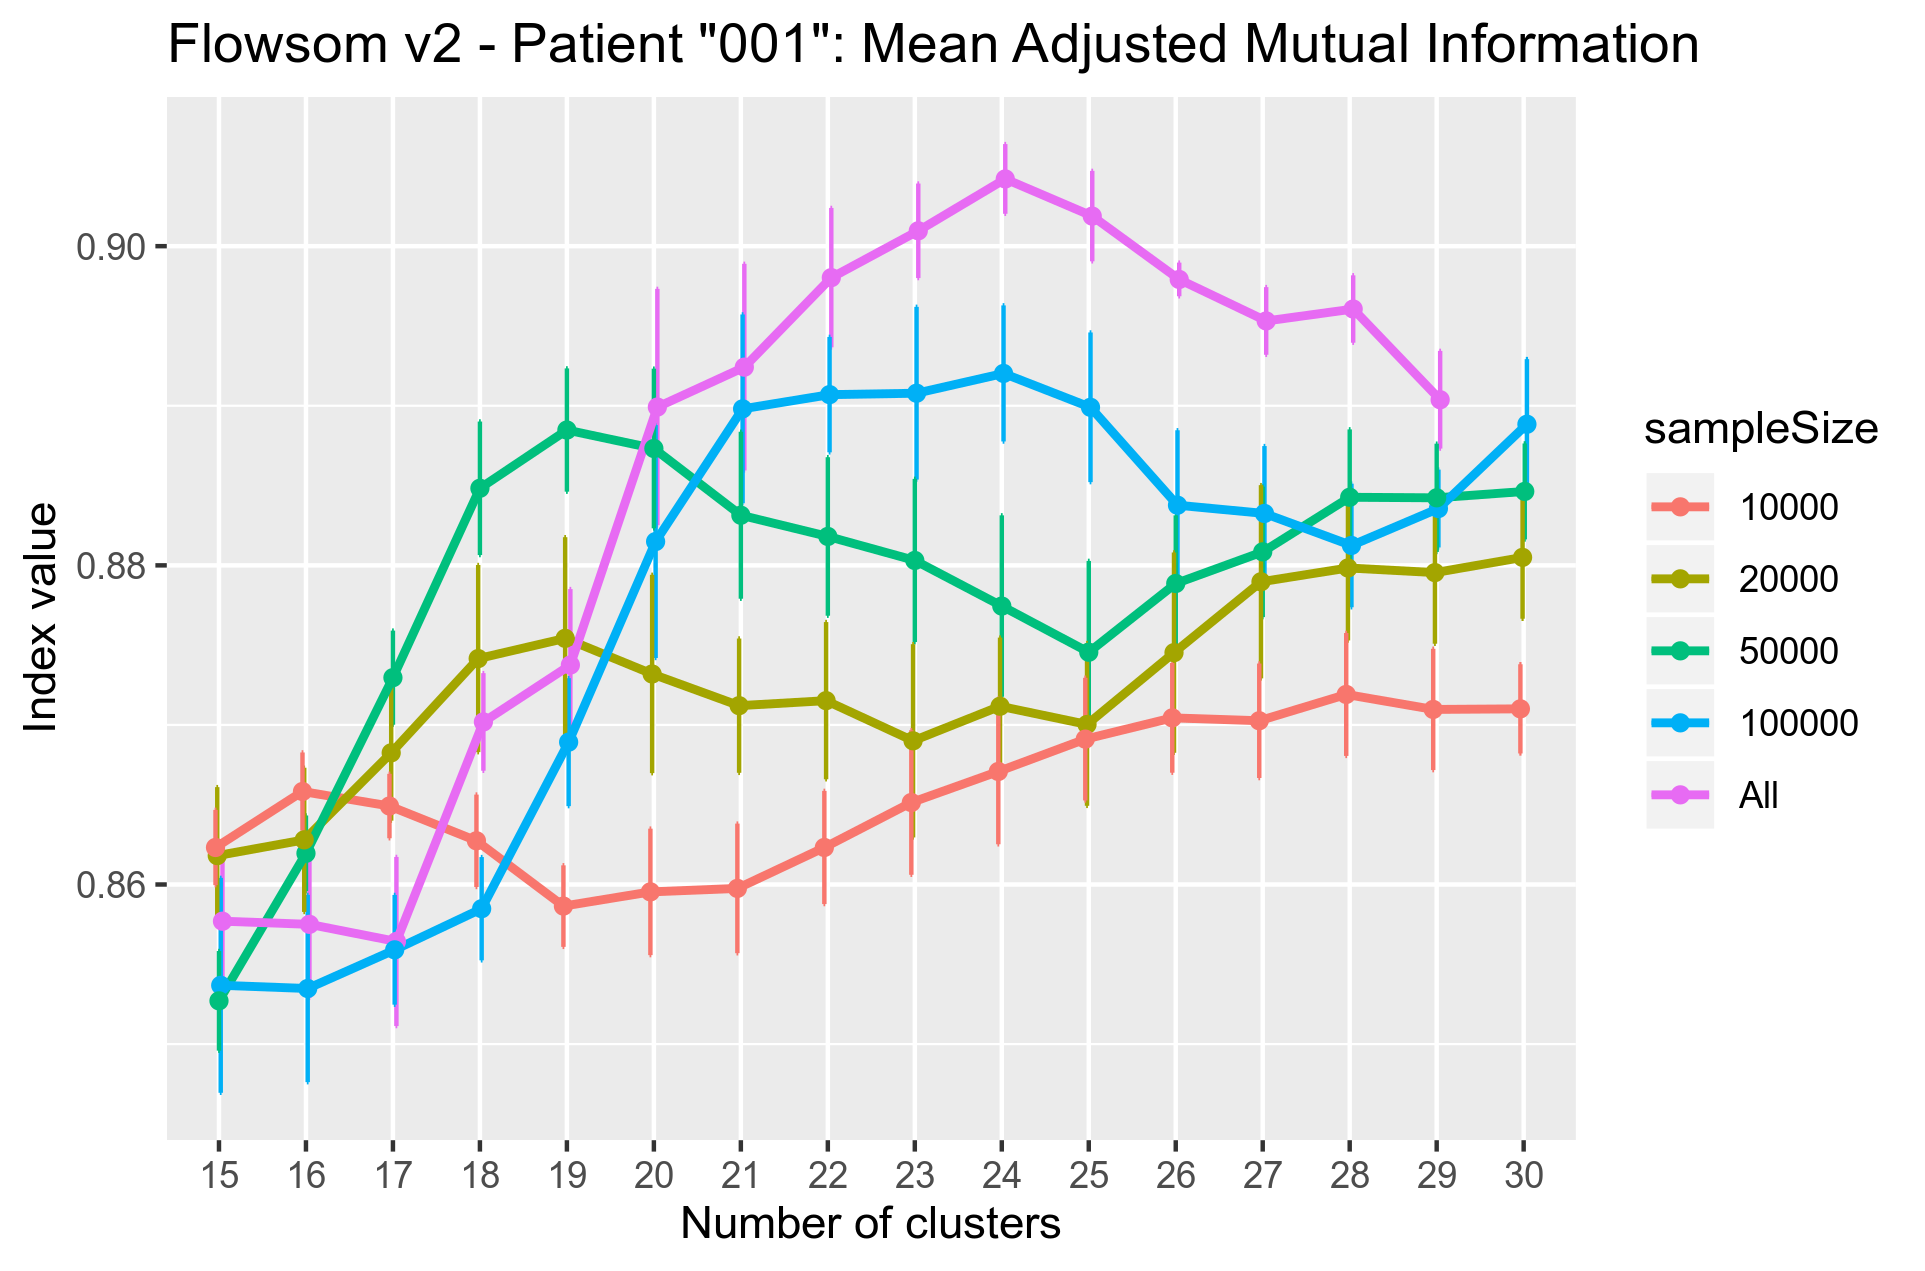 Flowsom v2 - Patient "001": Mean Adjusted Mutual Information
Index value
0.90
0.88
0.86
15 16 17 18 19 20 21 22 23 24 25 26 27 28 29 30
Number of clusters
sampleSize
10000
20000
50000
100000
All